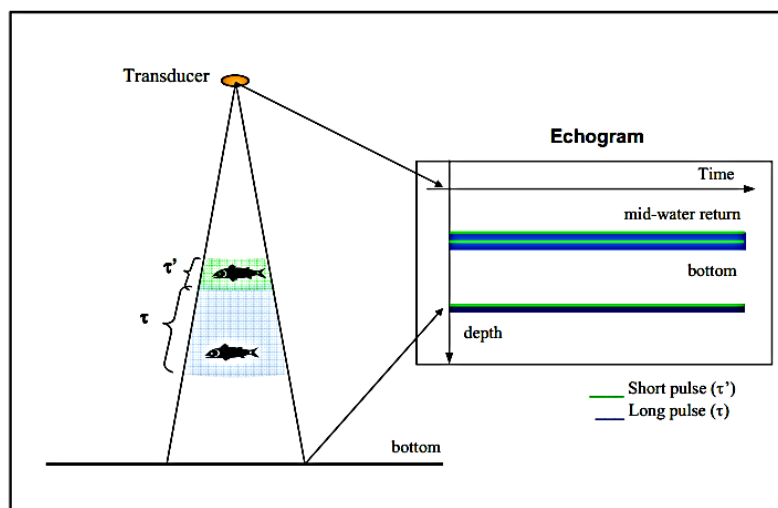 Transducer
Echogram
Time
mid-water return
bottom
depth
τ'
τ
Short pulse (τ')
Long pulse (τ)
bottom